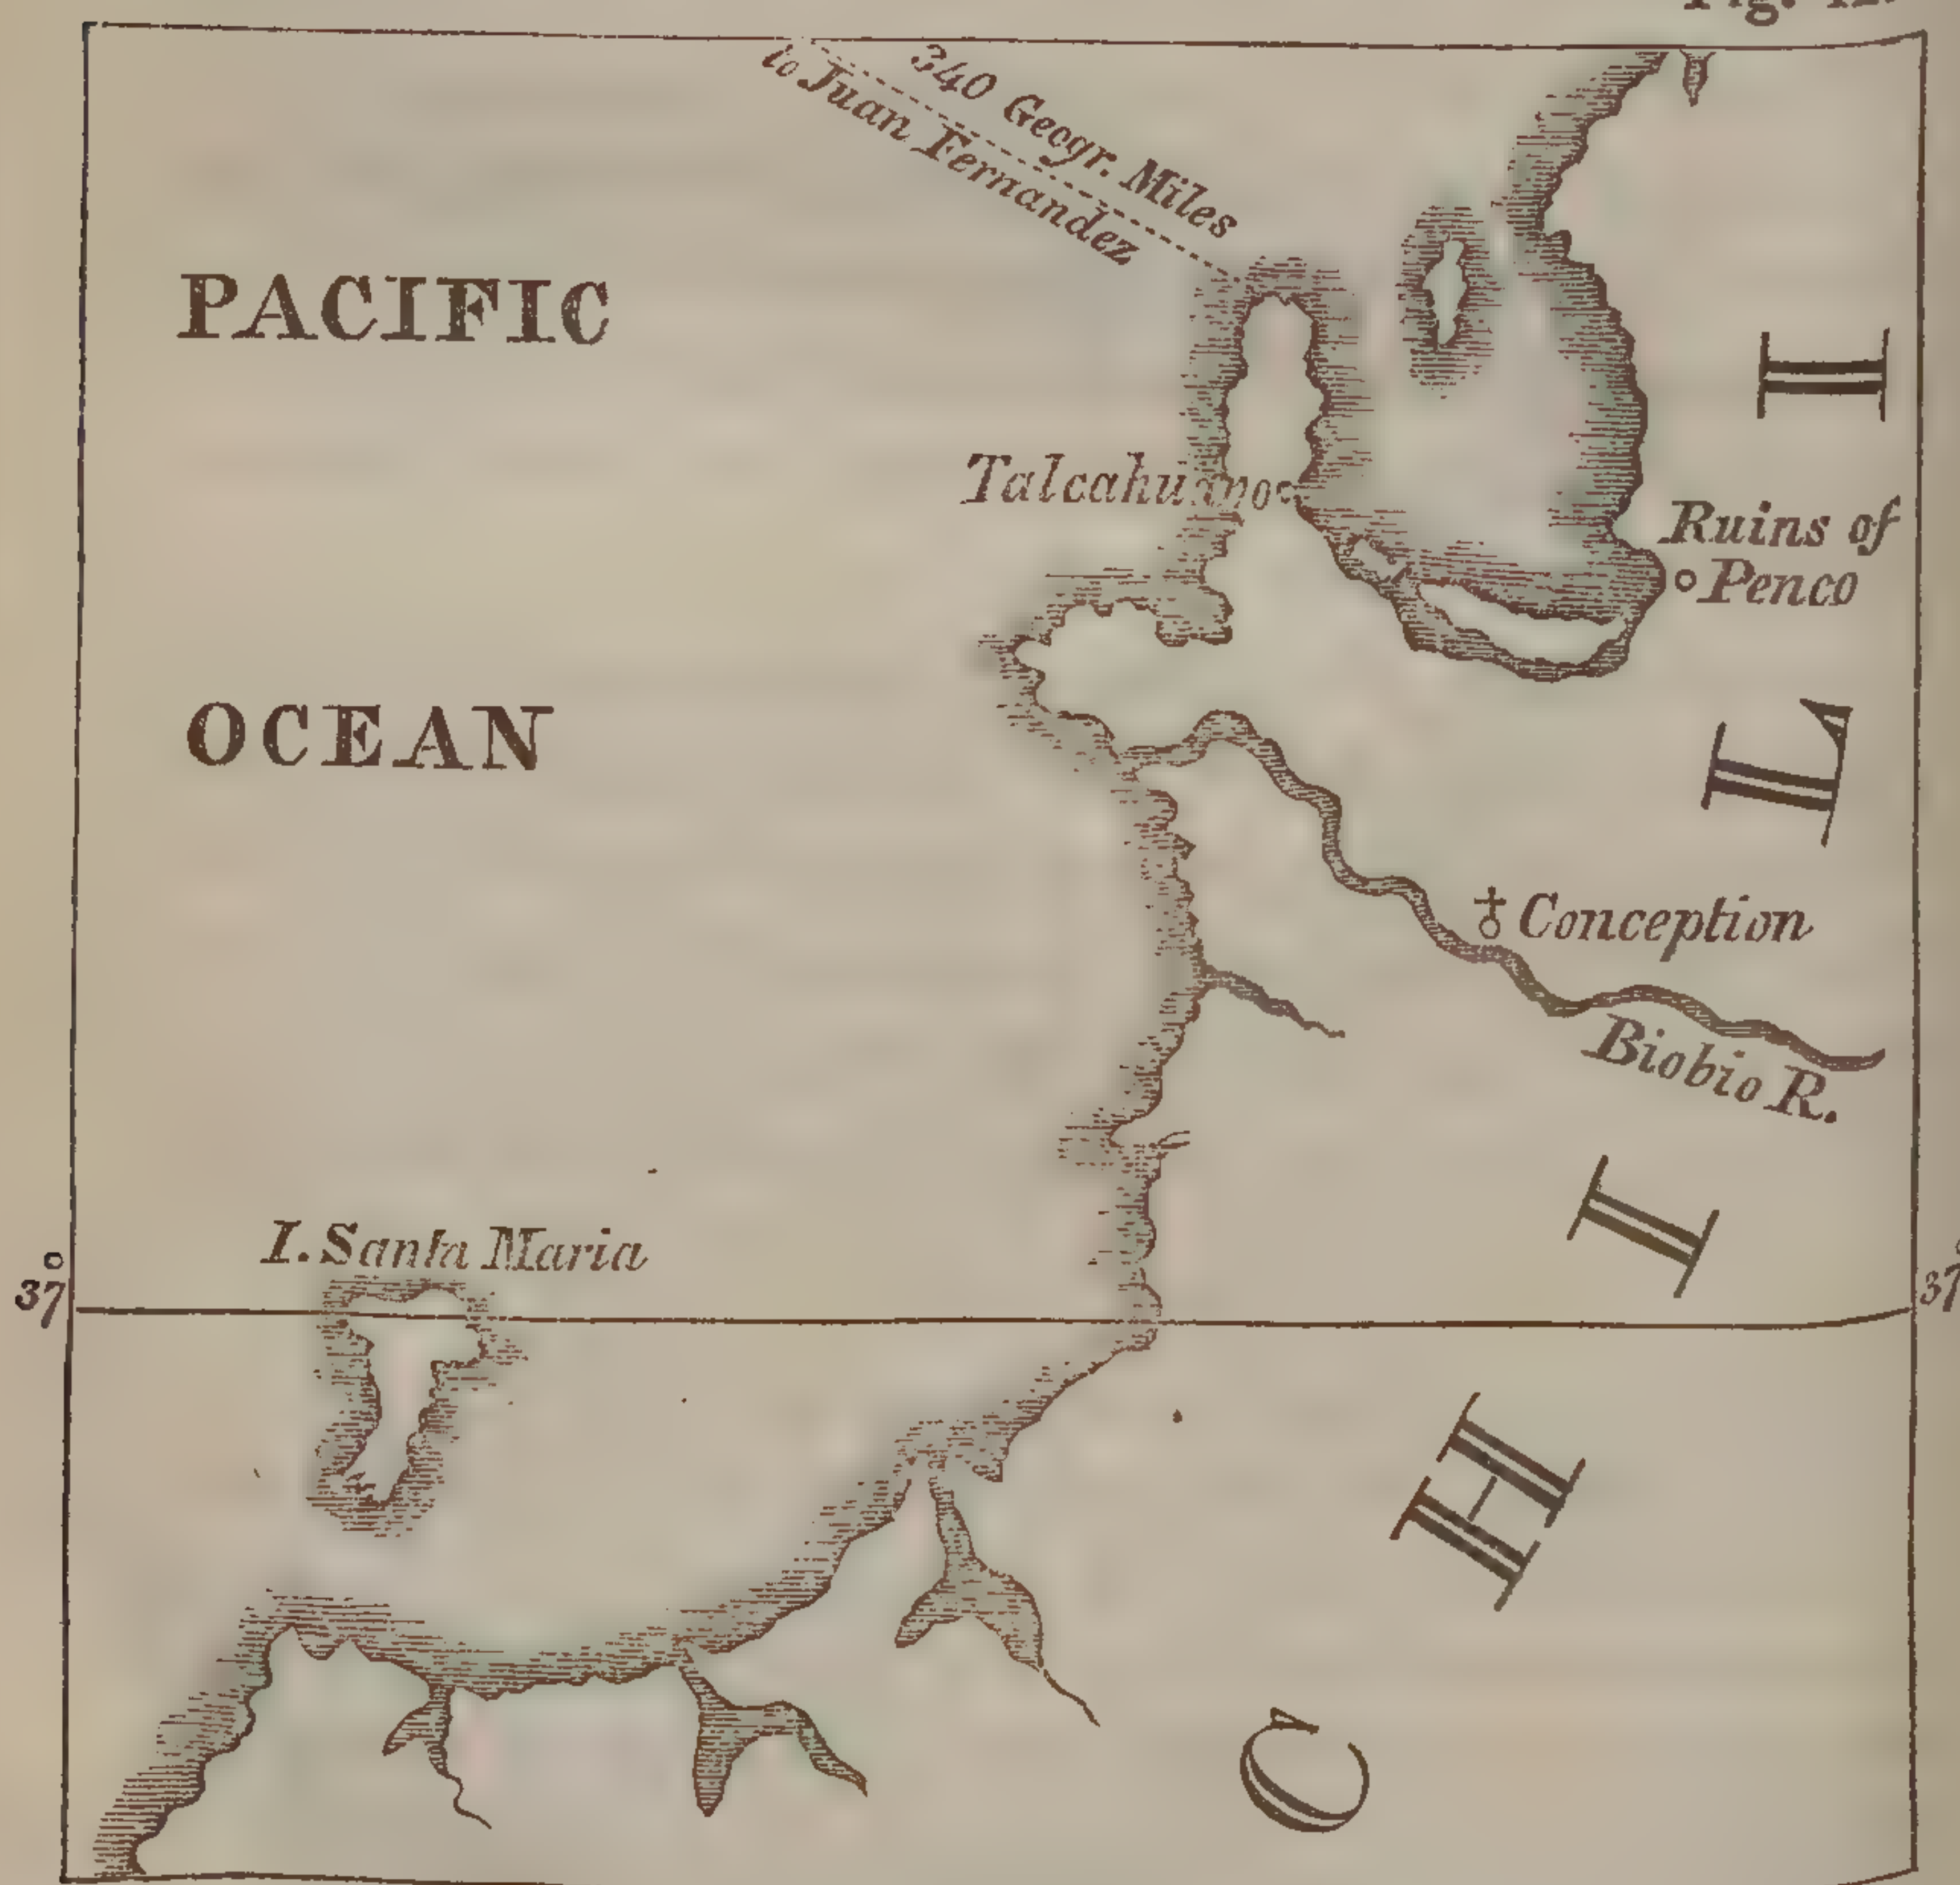 340 Geogr. Miles
to Juan Fernandez
PACIFIC
Talcahuano
Ruins of
Penco
OCEAN
Conception
Biobio R.
I. Santa Maria
37°
37
CHILI